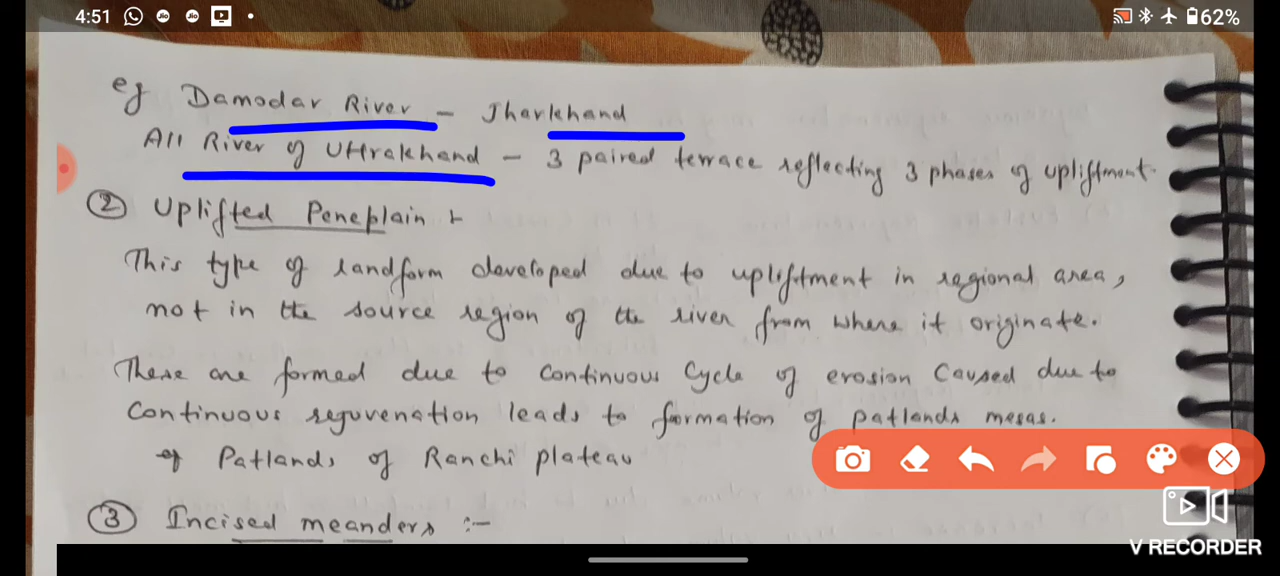 4:51
62%
eg Damodar River - Jharkhand
All River of Uttrakhand - 3 paired terrace reflecting 3 phases of upliftment.
② Uplifted Peneplain :-
This type of landform developed due to upliftment in regional area,
not in the source region of the river from where it originate.
These are formed due to continuous cycle of erosion caused due to
continuous rejuvenation leads to formation of patlands mesas.
eg Patlands of Ranchi plateau
③ Incised meanders :-
V RECORDER